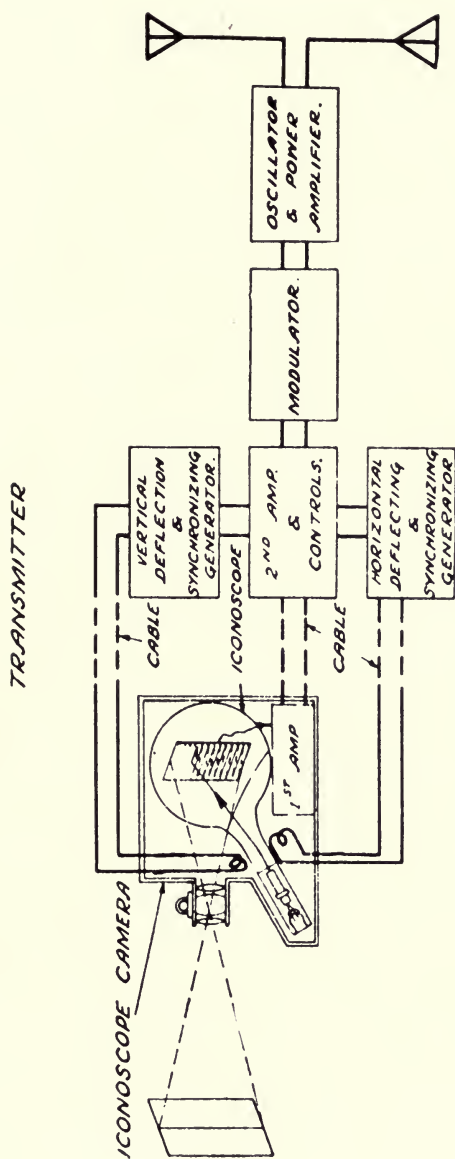 TRANSMITTER
ICONOSCOPE CAMERA
ICONOSCOPE
1ST AMP
CABLE
VERTICAL
DEFLECTION
&
SYNCHRONIZING
GENERATOR.
2ND AMP.
&
CONTROLS.
CABLE
HORIZONTAL
DEFLECTING
&
SYNCHRONIZING
GENERATOR
MODULATOR.
OSCILLATOR
& POWER
AMPLIFIER.